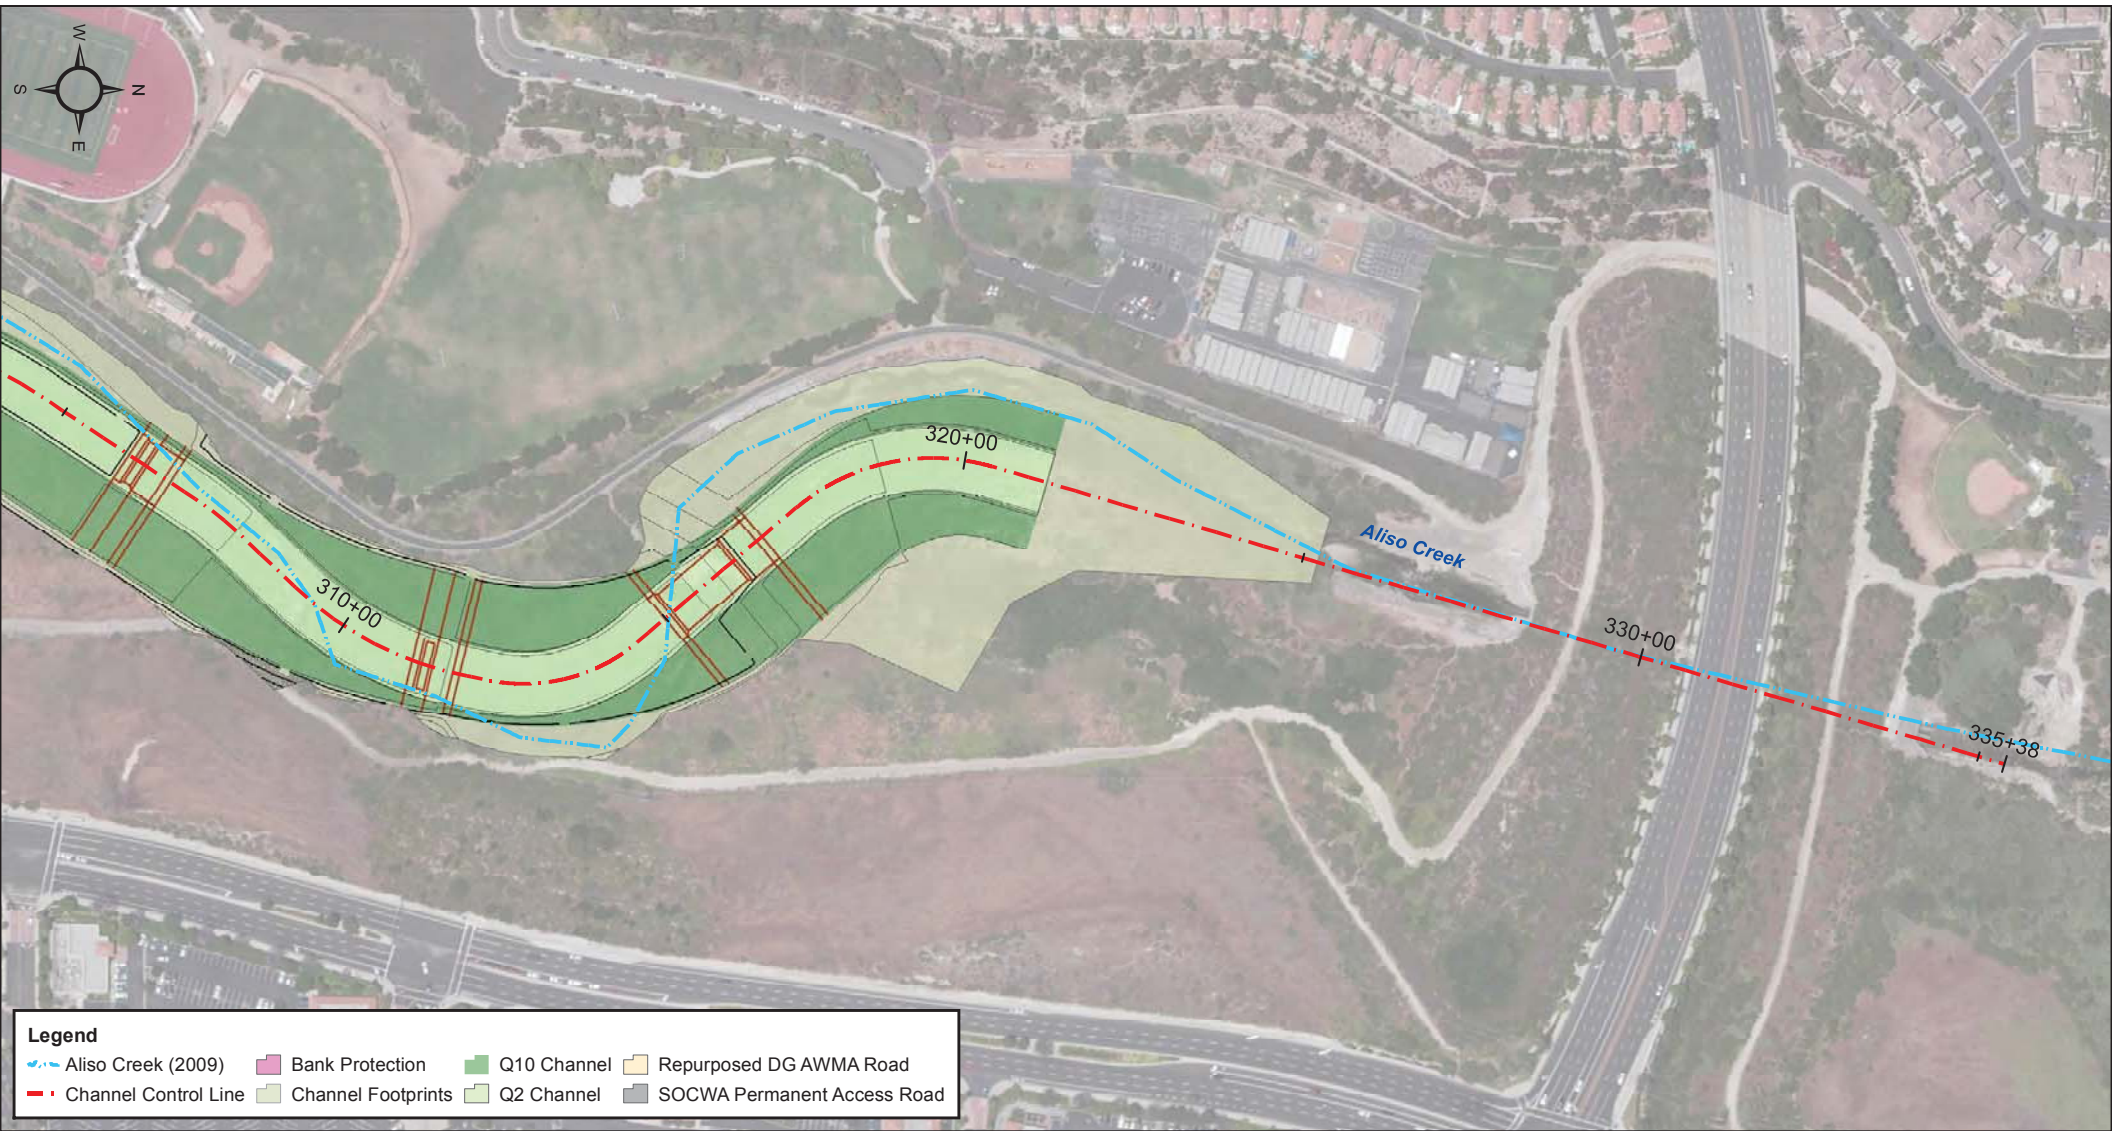 W
S
N
E
320+00
Aliso Creek
310+00
330+00
335+38
Legend
Aliso Creek (2009)
Bank Protection
Q10 Channel
Repurposed DG AWMA Road
Channel Control Line
Channel Footprints
Q2 Channel
SOCWA Permanent Access Road